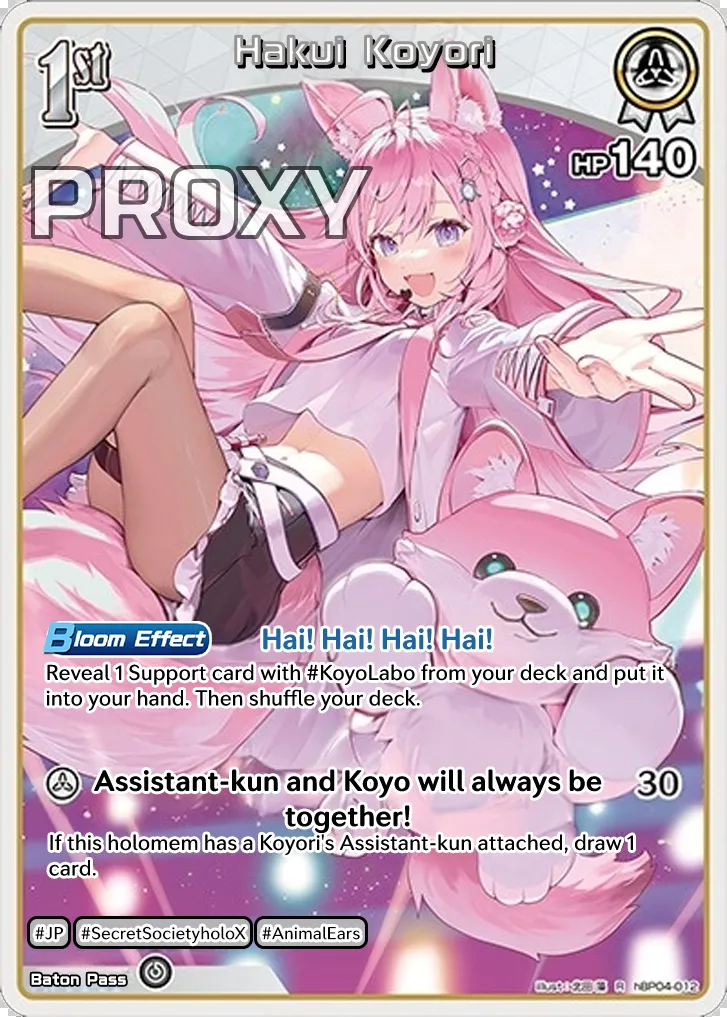 1st
Hakui Koyori
HP140
PROXY
Bloom Effect Hai! Hai! Hai! Hai!
Reveal 1 Support card with #KoyoLabo from your deck and put it
into your hand. Then shuffle your deck.
Assistant-kun and Koyo will always be 30
together!
If this holomem has a Koyori's Assistant-kun attached, draw 1
card.
#JP #SecretSocietyholoX #AnimalEars
Baton Pass
R hBP04-012